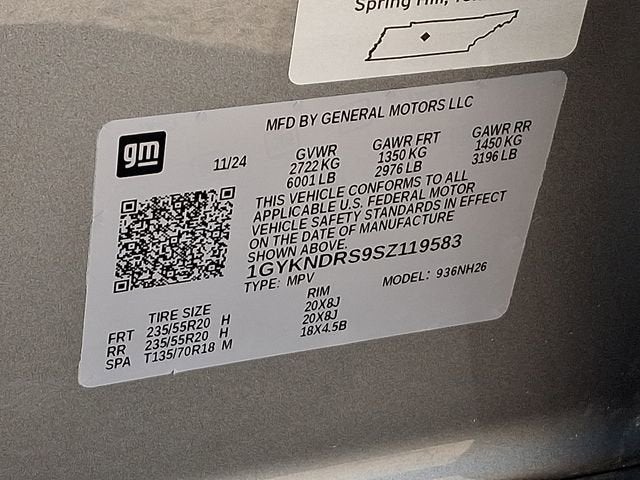 Spring Hill,
MFD BY GENERAL MOTORS LLC
gm
11/24
GVWR GAWR FRT GAWR RR
2722 KG 1350 KG 1450 KG
6001 LB 2976 LB 3196 LB
THIS VEHICLE CONFORMS TO ALL
APPLICABLE U.S. FEDERAL MOTOR
VEHICLE SAFETY STANDARDS IN EFFECT
ON THE DATE OF MANUFACTURE
SHOWN ABOVE.
1GYKNDRS9SZ119583
TYPE: MPV MODEL: 936NH26
TIRE SIZE RIM
FRT 235/55R20 H 20X8J
RR 235/55R20 H 20X8J
SPA T135/70R18 M 18X4.5B